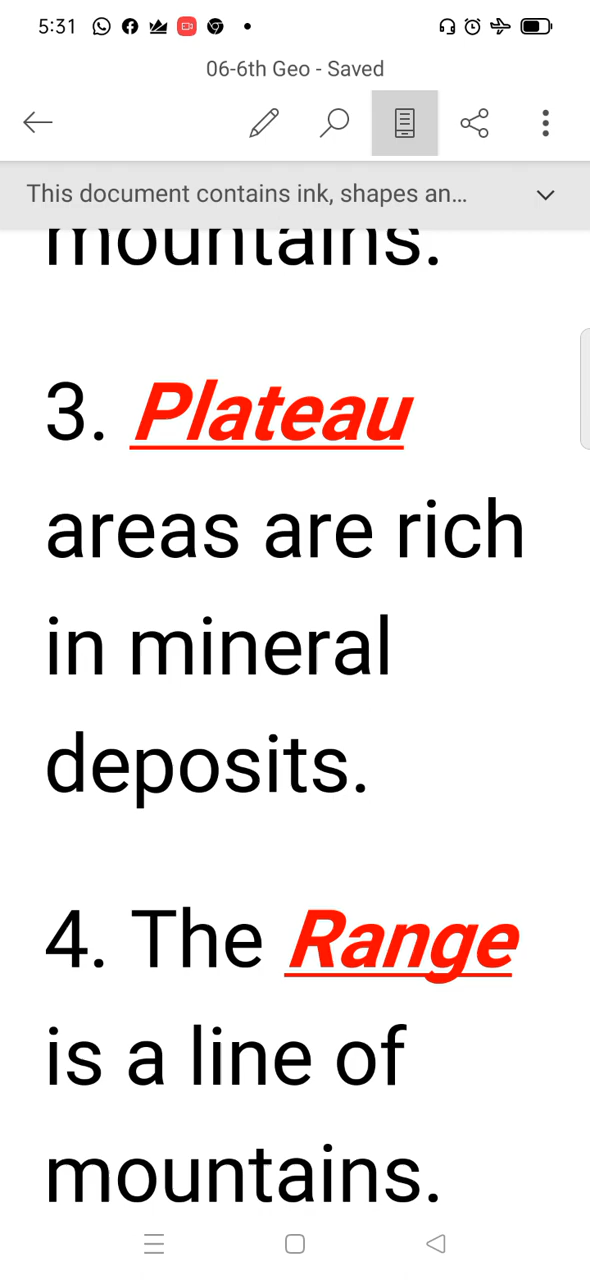 5:31
06-6th Geo - Saved
This document contains ink, shapes an...
mountains.
3. Plateau
areas are rich
in mineral
deposits.
4. The Range
is a line of
mountains.